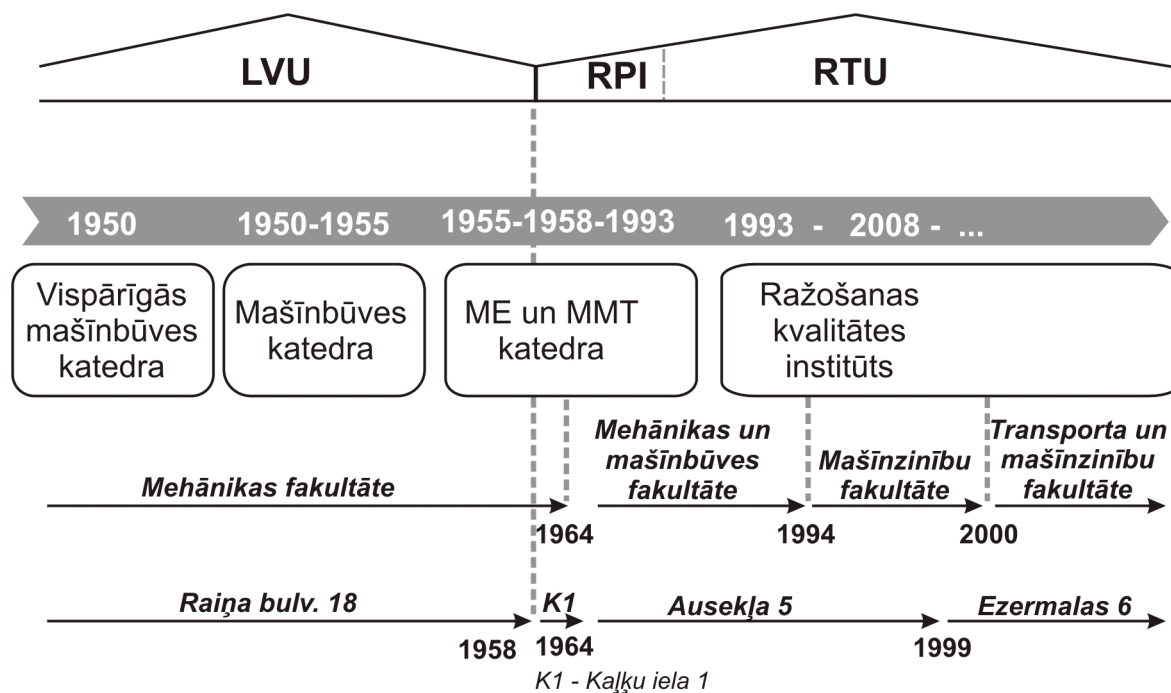 LVU
RPI
RTU
1950
1950-1955
1955-1958-1993
1993 - 2008 - ...
Vispārīgās
mašīnbūves
katedra
Mašīnbūves
katedra
ME un MMT
katedra
Ražošanas
kvalitātes
institūts
Mehānikas fakultāte
1964
Mehānikas un
mašīnbūves
fakultāte
1994
Mašīnzinību
fakultāte
2000
Transporta un
mašīnzinību
fakultāte
Raiņa bulv. 18
1958
K1
1964
Ausekļa 5
1999
Ezermalas 6
K1 - Kaļķu iela 1